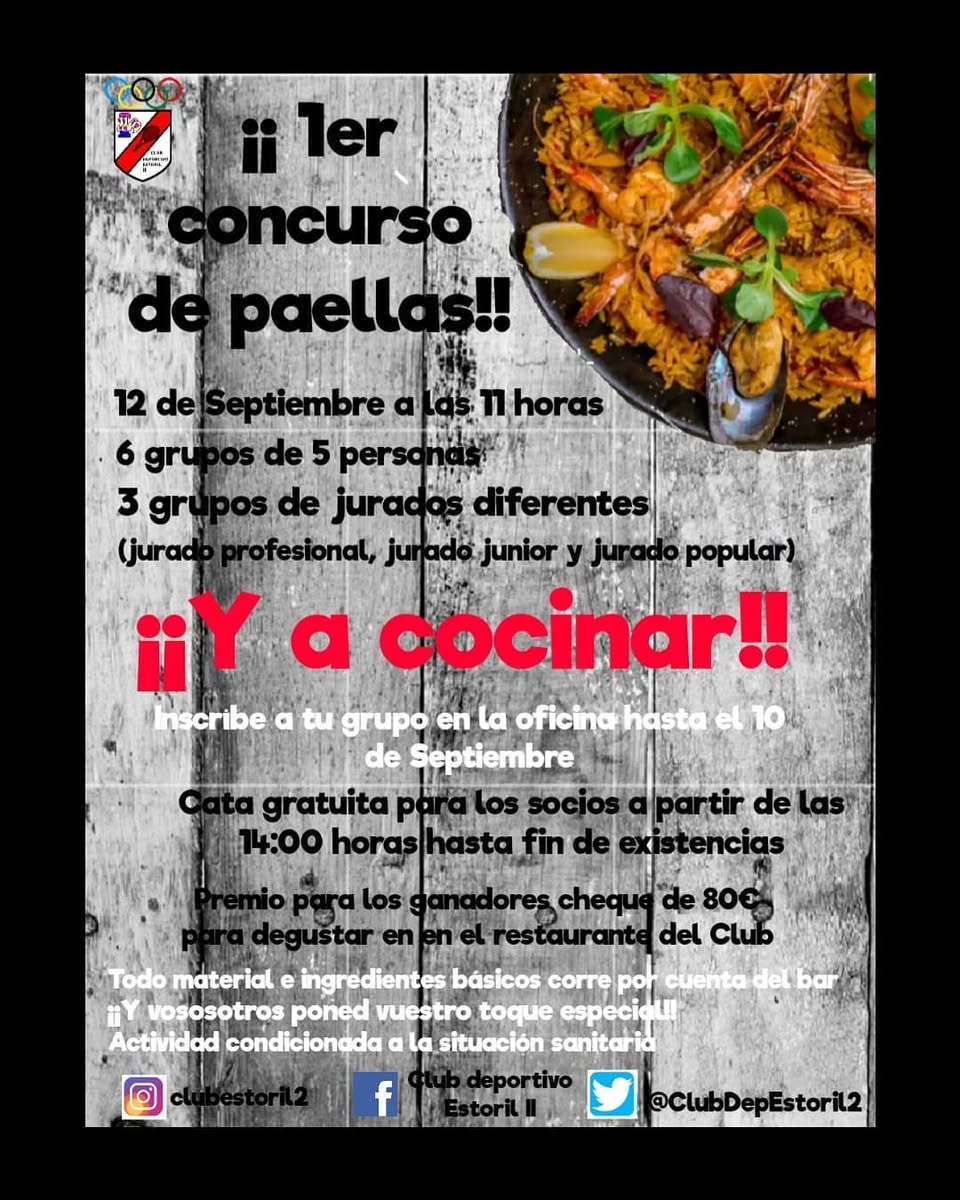 ¡¡ 1er
concurso
de paellas!!
12 de Septiembre a las 11 horas
6 grupos de 5 personas
3 grupos de jurados diferentes
(jurado profesional, jurado junior y jurado popular)
¡¡Y a cocinar!!
Inscribe a tu grupo en la oficina hasta el 10
de Septiembre
Cata gratuita para los socios a partir de las
14:00 horas hasta fin de existencias
Premio para los ganadores cheque de 80€
para degustar en en el restaurante del Club
Todo material e ingredientes básicos corre por cuenta del bar
¡¡Y vososotros poned vuestro toque especial!!
Actividad condicionada a la situación sanitaria
clubestoril2
Club deportivo
Estoril II
@ClubDepEstoril2